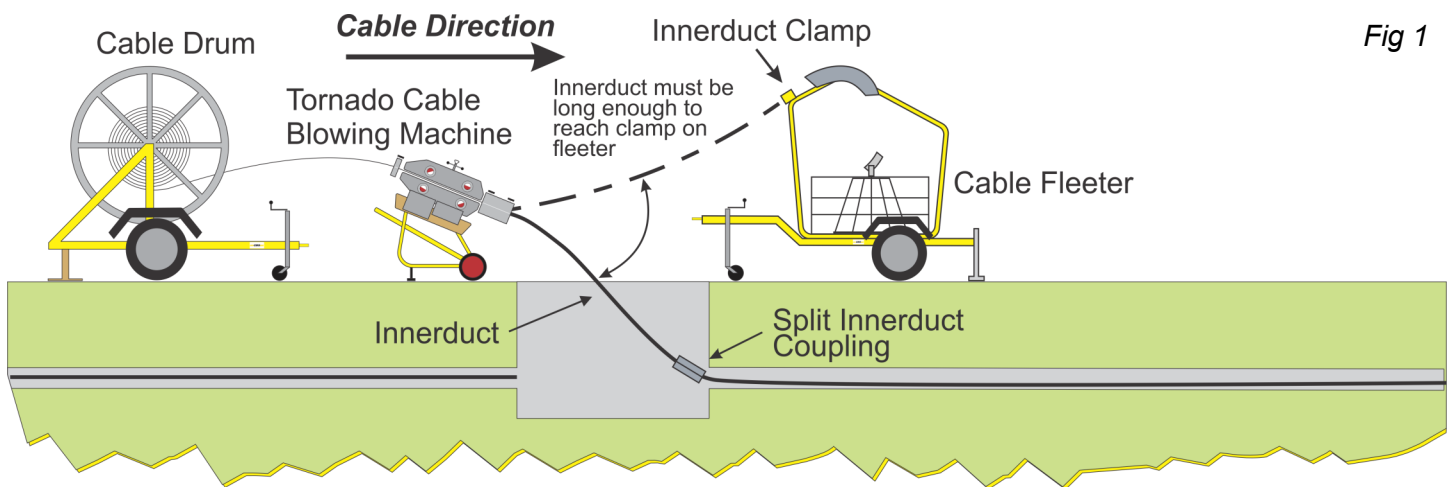 Cable Direction
Fig 1
Cable Drum
Innerduct Clamp
Tornado Cable
Blowing Machine
Innerduct must be
long enough to
reach clamp on
fleeter
Cable Fleeter
Innerduct
Split Innerduct
Coupling